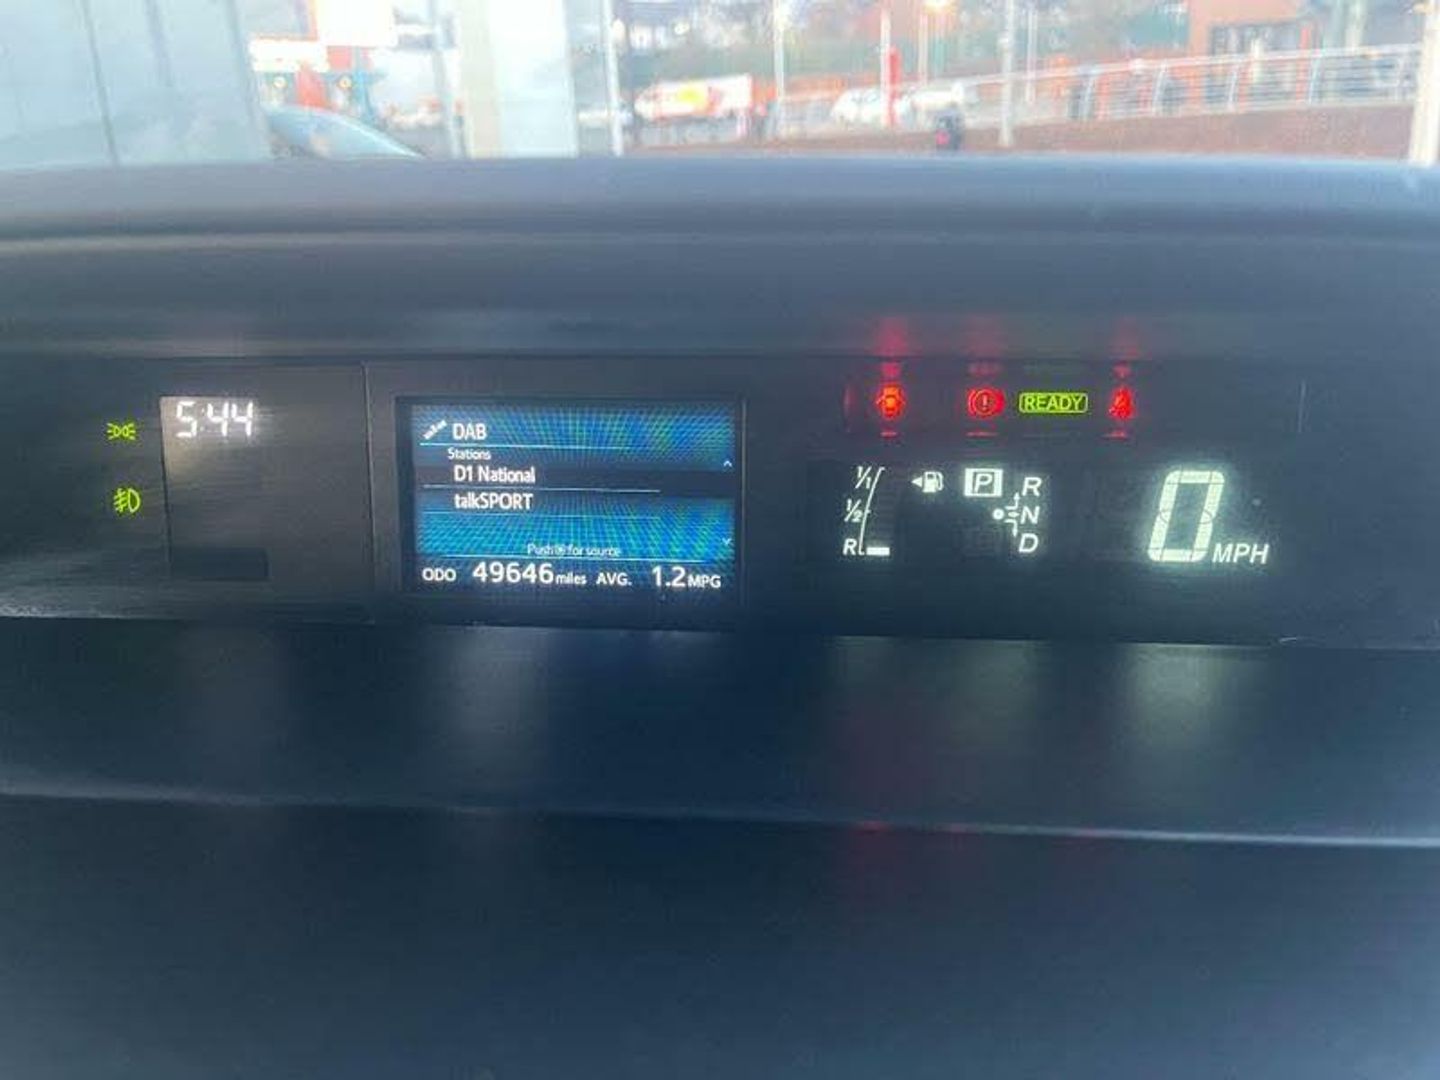 5:44
DAB
Stations
D1 National
talkSPORT
Push for source
ODO 49646 miles AVG. 1.2 MPG
READY
1/1
1/2
R
P
R
N
D
0 MPH